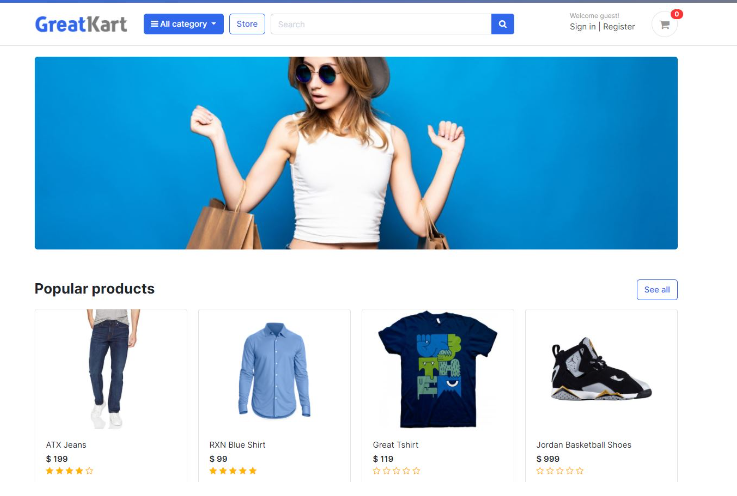 GreatKart
All category
Store
Search
Welcome guest!
Sign in | Register
0
Popular products
See all
ATX Jeans
$ 199
RXN Blue Shirt
$ 99
Great Tshirt
$ 119
Jordan Basketball Shoes
$ 999